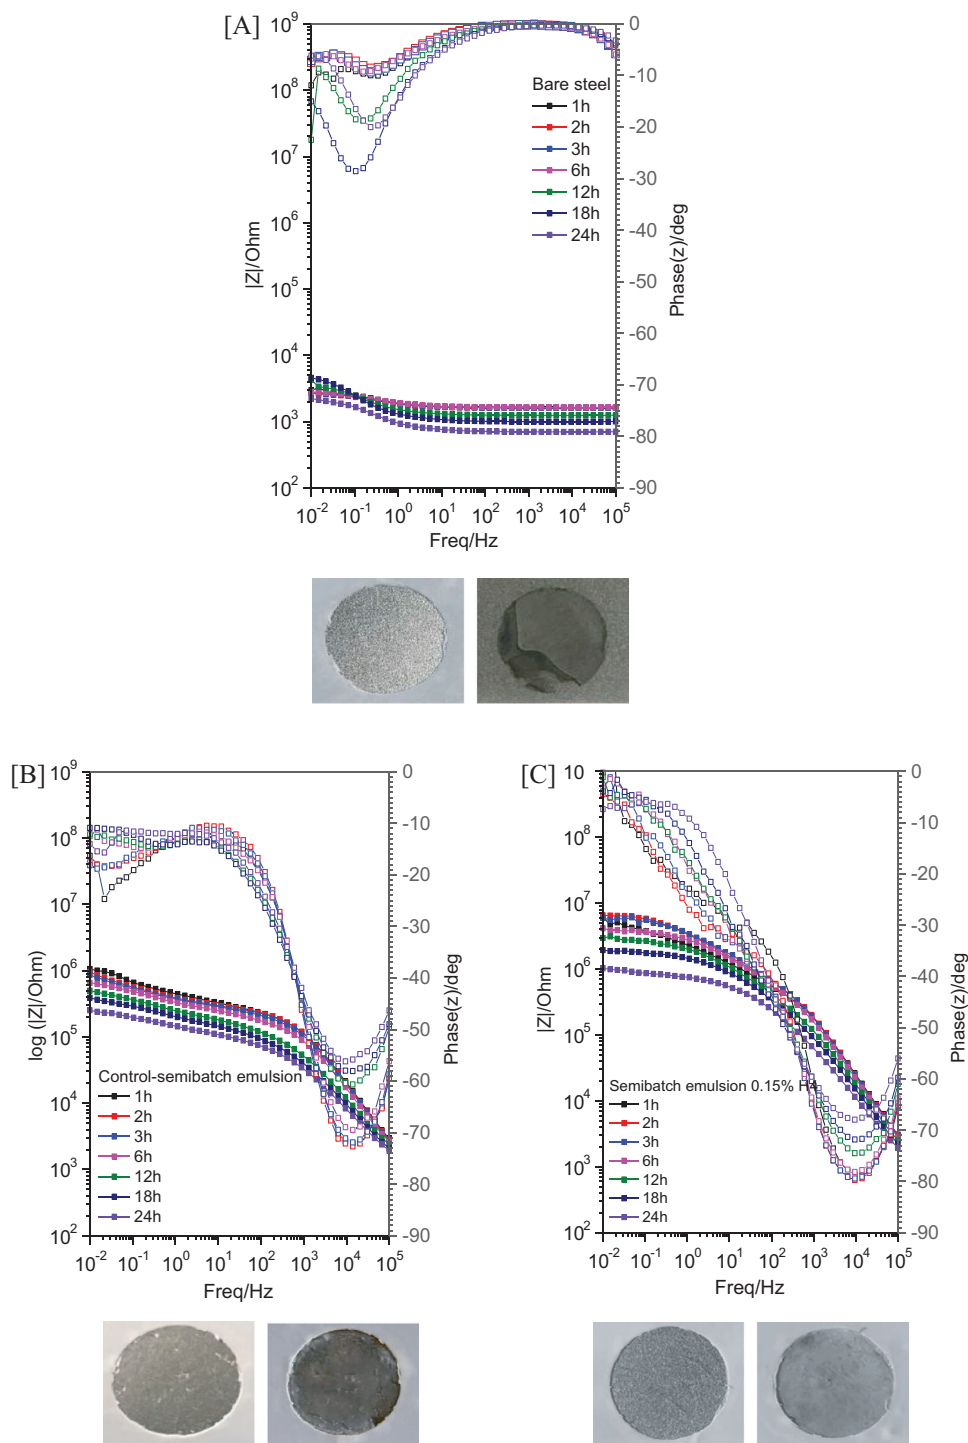 [A]
10^9
10^8
10^7
10^6
10^5
10^4
10^3
10^2
|Z|/Ohm
0
-10
-20
-30
-40
-50
-60
-70
-80
-90
Phase(z)/deg
Bare steel
1h
2h
3h
6h
12h
18h
24h
10^-2 10^-1 10^0 10^1 10^2 10^3 10^4 10^5
Freq/Hz
[B]
10^9
10^8
10^7
10^6
10^5
10^4
10^3
10^2
log (|Z|/Ohm)
0
-10
-20
-30
-40
-50
-60
-70
-80
-90
Phase(z)/deg
Control-semibatch emulsion
1h
2h
3h
6h
12h
18h
24h
10^-2 10^-1 10^0 10^1 10^2 10^3 10^4 10^5
Freq/Hz
[C]
10
10^8
10^7
10^6
10^5
10^4
10^3
10^2
|Z|/Ohm
0
-10
-20
-30
-40
-50
-60
-70
-80
-90
Phase(z)/deg
Semibatch emulsion 0.15% H4
1h
2h
3h
6h
12h
18h
24h
10^-2 10^-1 10^0 10^1 10^2 10^3 10^4 10^5
Freq/Hz